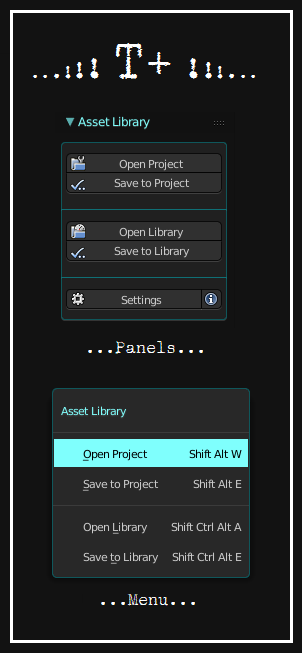 ...!!! T+ !!!!...
Asset Library
Open Project
Save to Project
Open Library
Save to Library
Settings
...Panels...
Asset Library
Open Project Shift Alt W
Save to Project Shift Alt E
Open Library Shift Ctrl Alt A
Save to Library Shift Ctrl Alt E
...Menu...